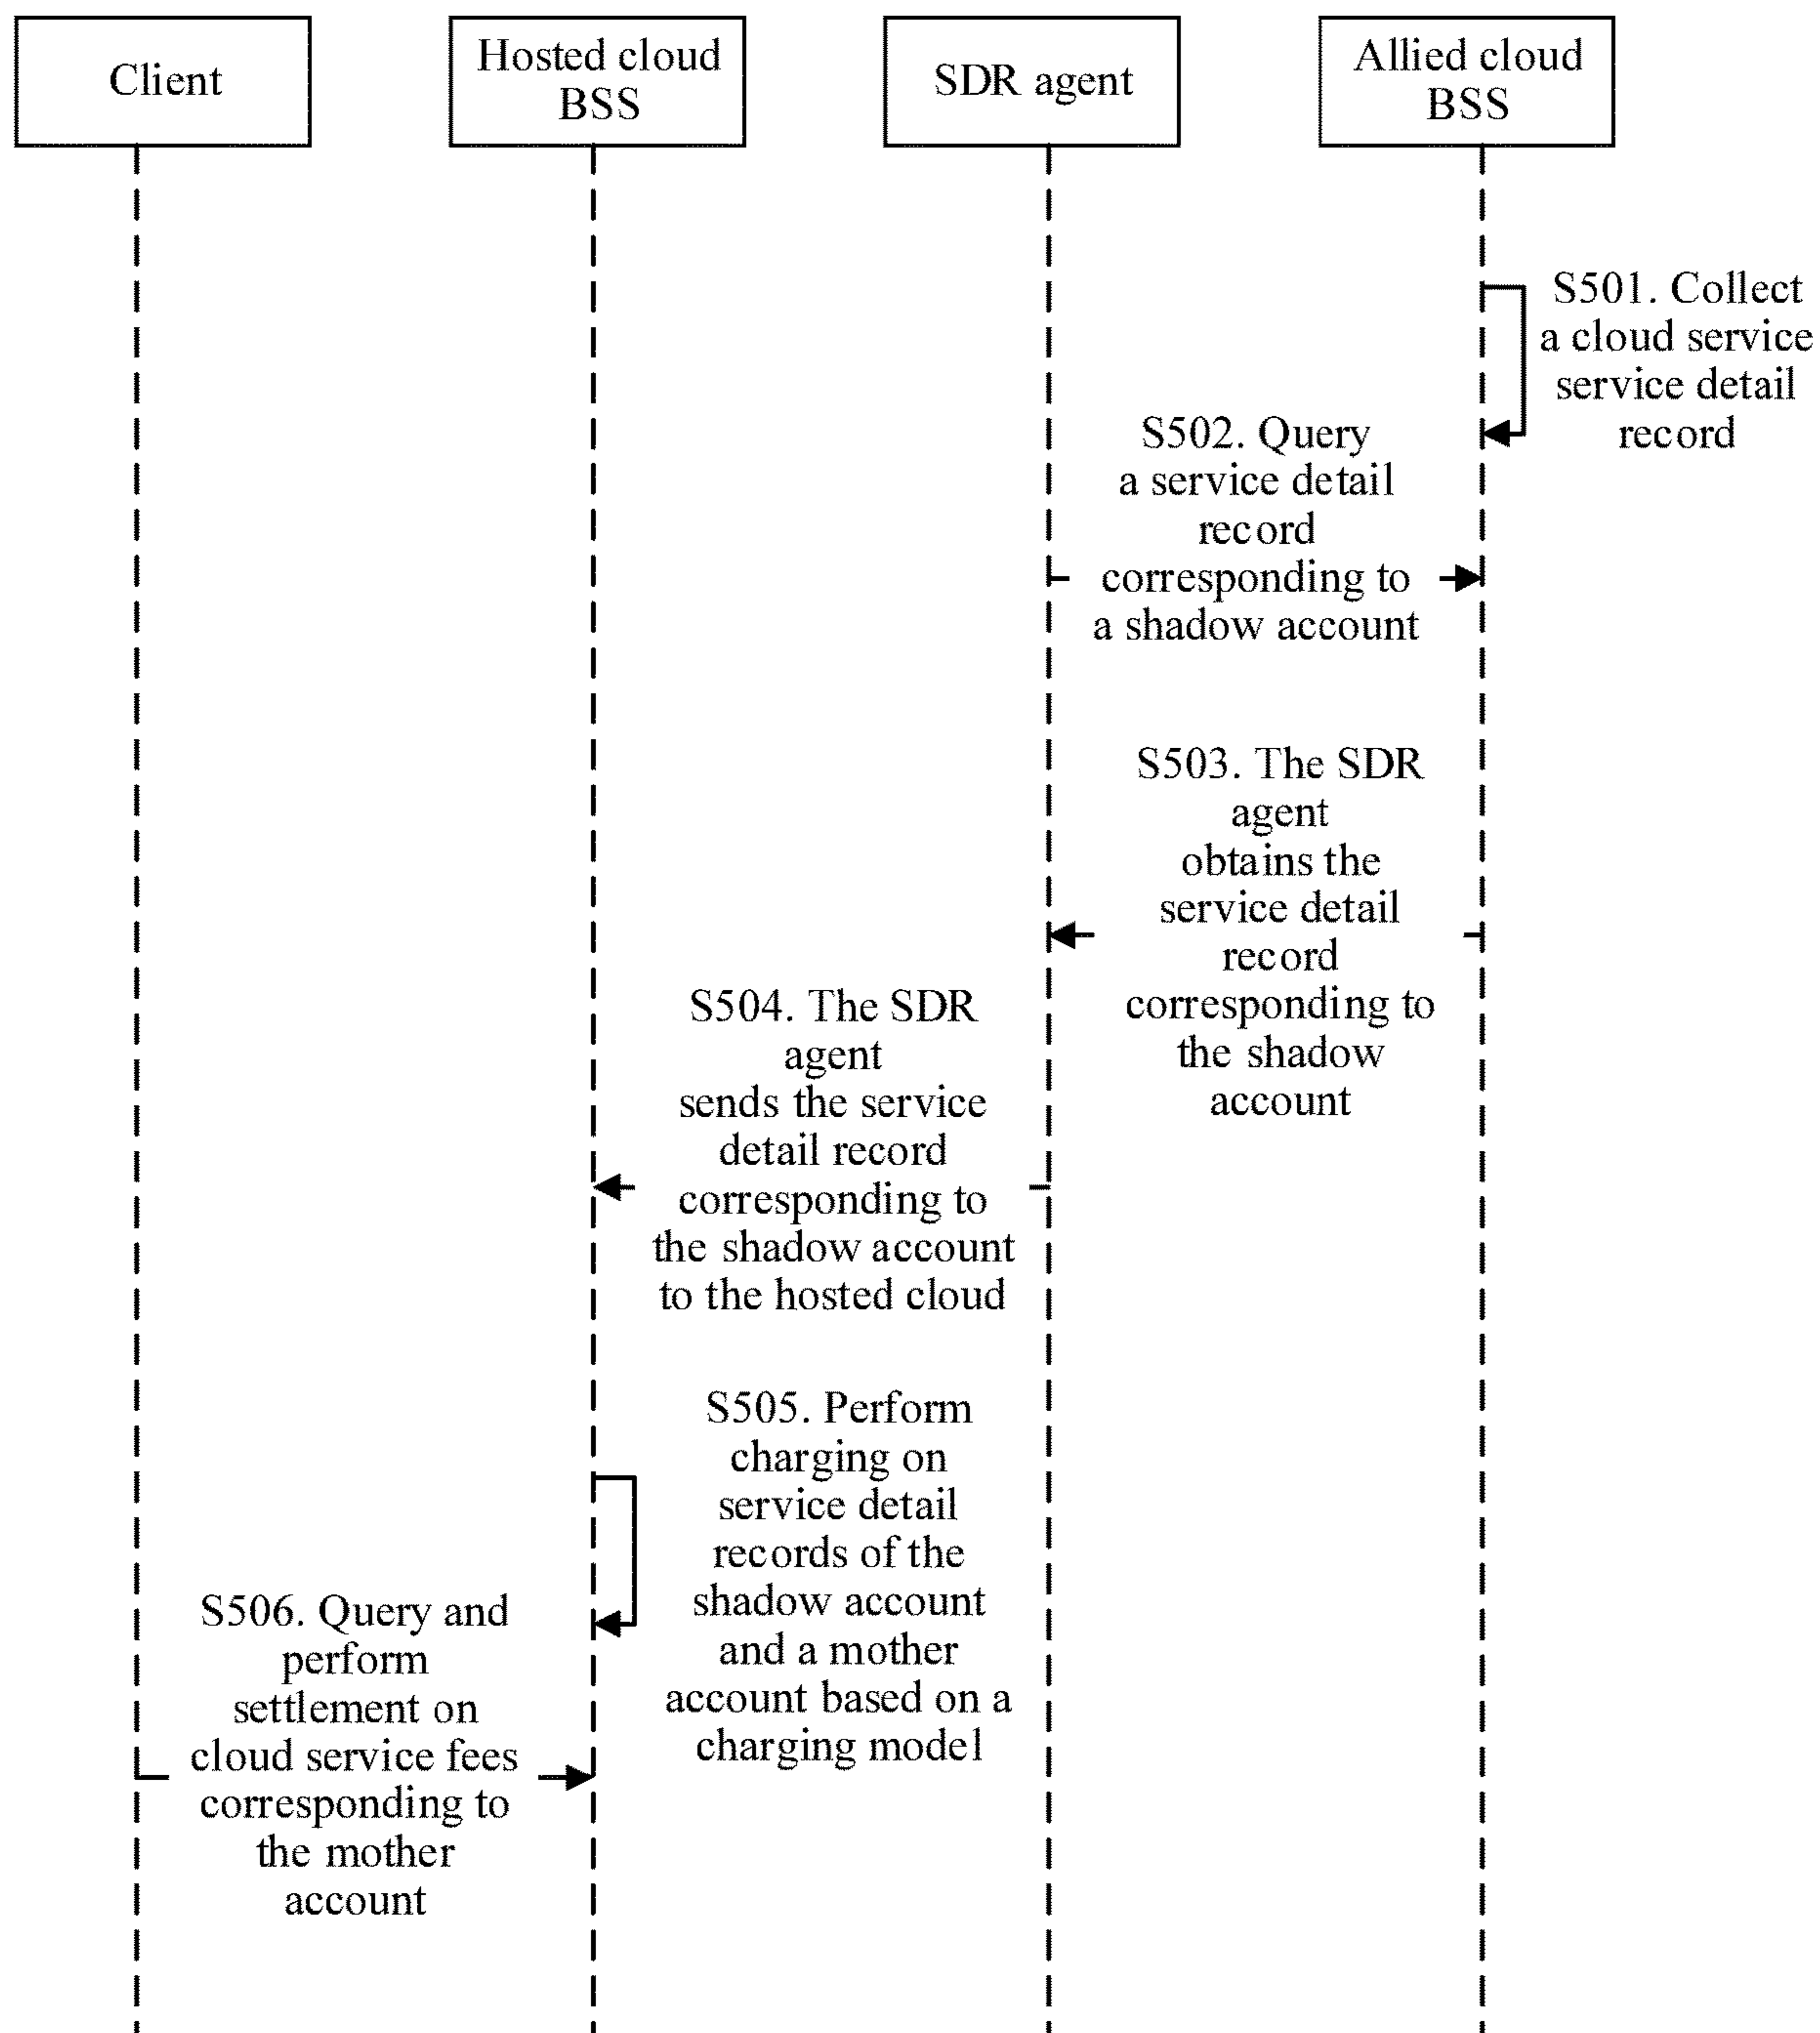 Client
Hosted cloud
BSS
SDR agent
Allied cloud
BSS
S501. Collect
a cloud service
service detail
record
S502. Query
a service detail
record
corresponding to
a shadow account
S503. The SDR
agent
obtains the
service detail
record
corresponding to
the shadow
account
S504. The SDR
agent
sends the service
detail record
corresponding to
the shadow account
to the hosted cloud
S505. Perform
charging on
service detail
records of the
shadow account
and a mother
account based on a
charging model
S506. Query and
perform
settlement on
cloud service fees
corresponding to
the mother
account